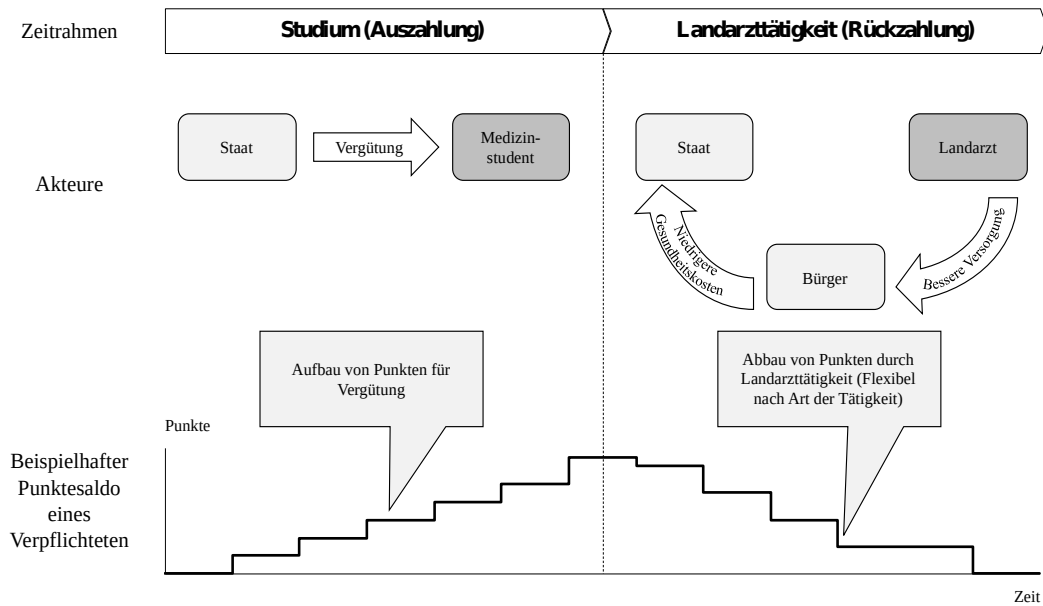 Zeitrahmen
Studium (Auszahlung)
Landarzttätigkeit (Rückzahlung)
Akteure
Staat
Vergütung
Medizin-
student
Staat
Landarzt
Niedrigere
Gesundheitskosten
Bürger
Bessere Versorgung
Aufbau von Punkten für
Vergütung
Abbau von Punkten durch
Landarzttätigkeit (Flexibel
nach Art der Tätigkeit)
Punkte
Beispielhafter
Punktesaldo
eines
Verpflichteten
Zeit